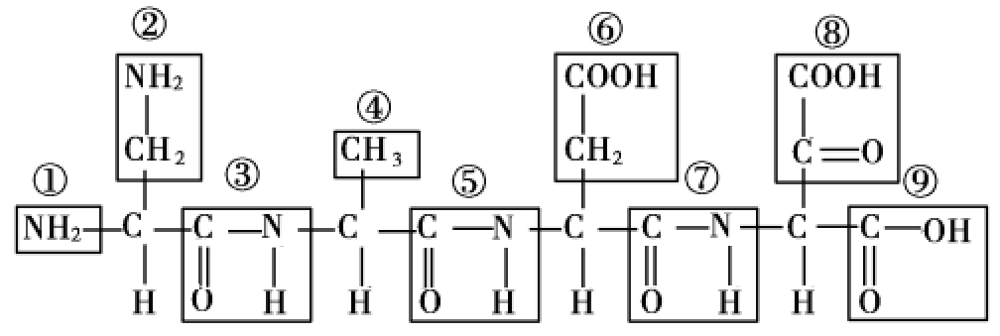 ② ⑥ ⑧
NH₂ COOH COOH
④
CH₂ CH₃ CH₂ C=O
① ③ ⑤ ⑦ ⑨
NH₂—C—C—N—C—C—N—C—C—N—C—C—OH
H O H H O H H O H H O